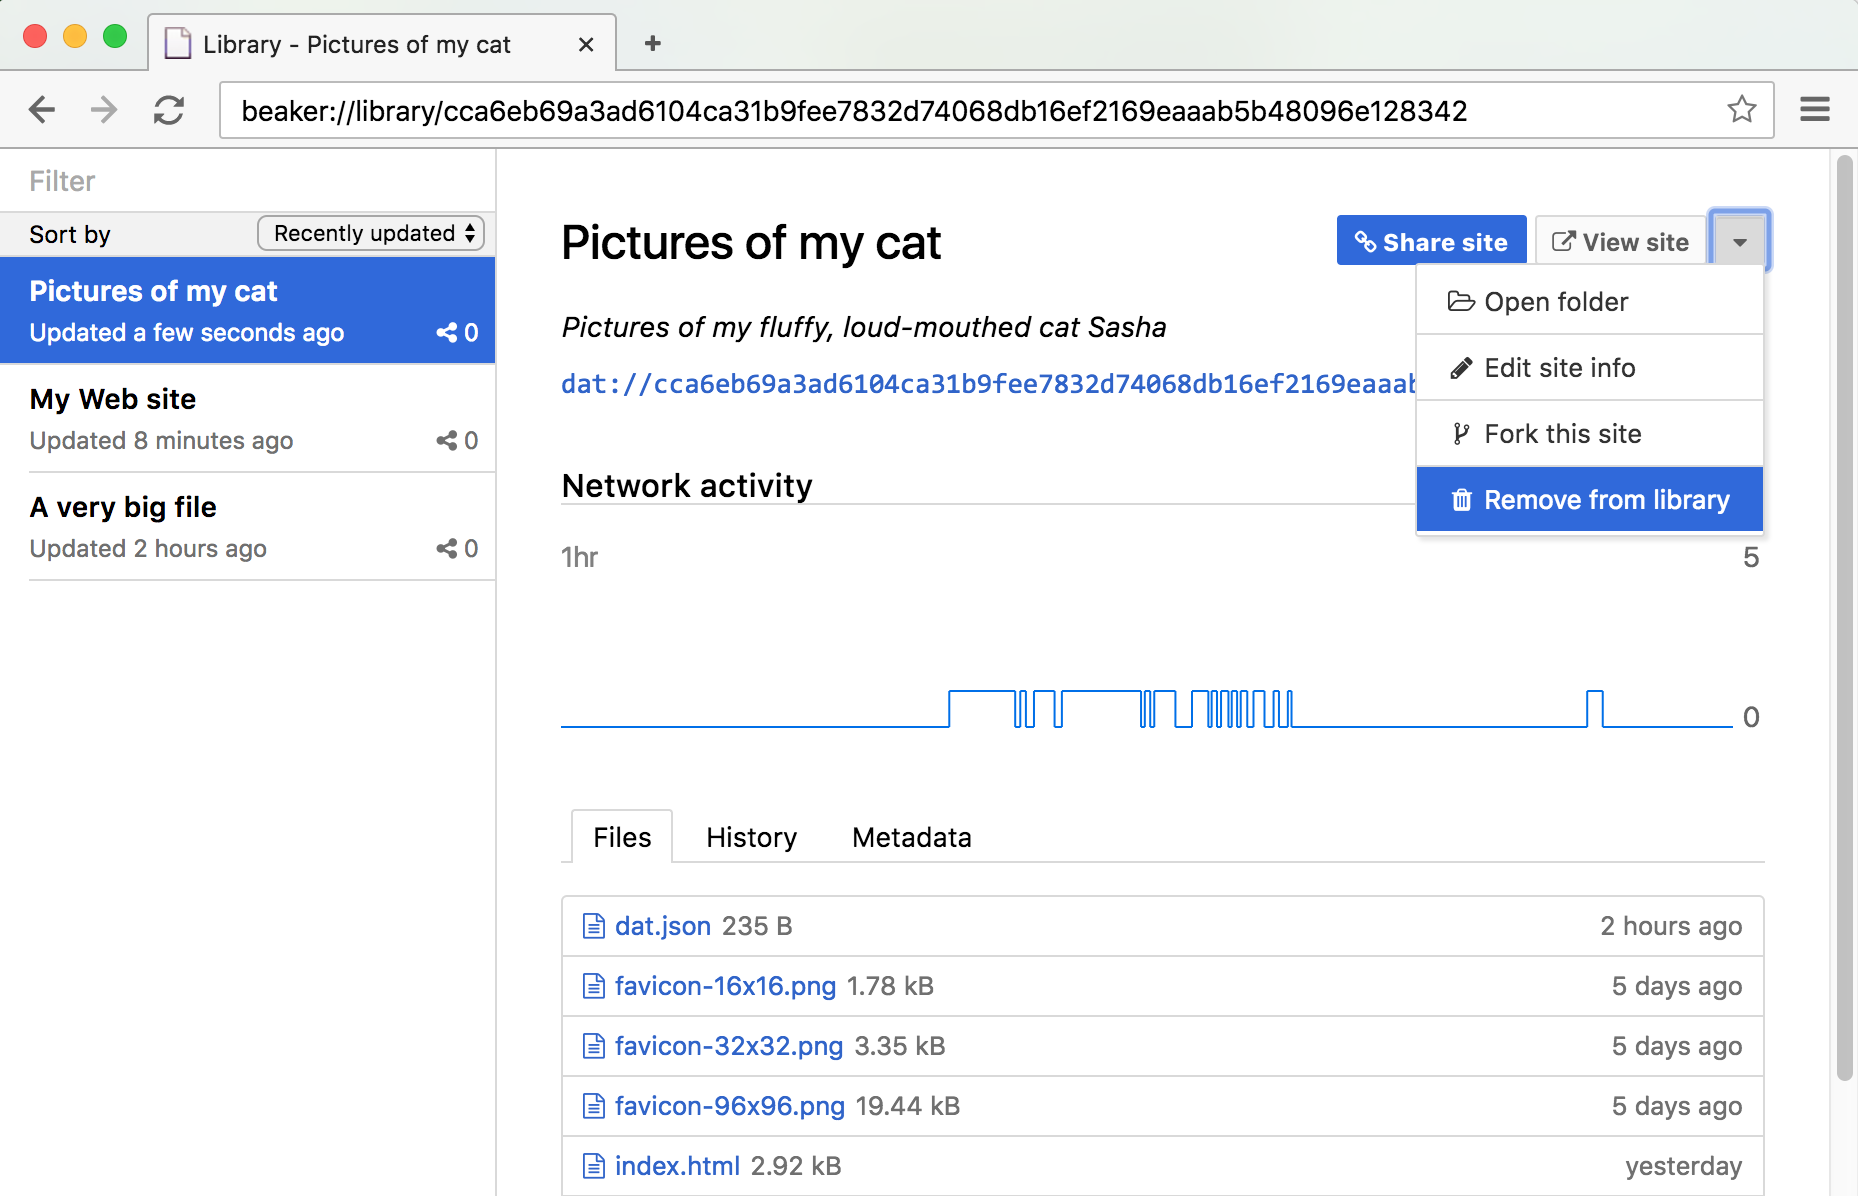 Library - Pictures of my cat
beaker://library/cca6eb69a3ad6104ca31b9fee7832d74068db16ef2169eaaab5b48096e128342
Filter
Sort by Recently updated
Pictures of my cat
Updated a few seconds ago 0
My Web site
Updated 8 minutes ago 0
A very big file
Updated 2 hours ago 0
Pictures of my cat
Share site View site
Pictures of my fluffy, loud-mouthed cat Sasha
dat://cca6eb69a3ad6104ca31b9fee7832d74068db16ef2169eaaab
Open folder
Edit site info
Fork this site
Remove from library
Network activity
1hr 5
0
Files History Metadata
dat.json 235 B 2 hours ago
favicon-16x16.png 1.78 kB 5 days ago
favicon-32x32.png 3.35 kB 5 days ago
favicon-96x96.png 19.44 kB 5 days ago
index.html 2.92 kB yesterday